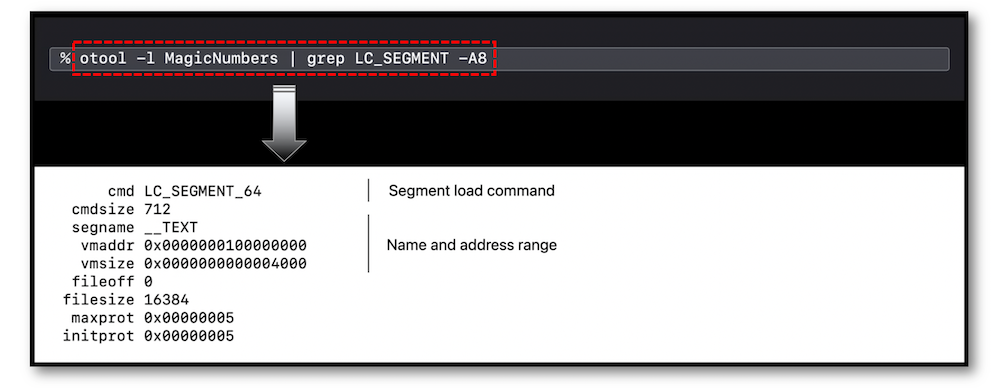 % otool -l MagicNumbers | grep LC_SEGMENT -A8
cmd LC_SEGMENT_64
Segment load command
cmdsize 712
segname __TEXT
vmaddr 0x0000000100000000
Name and address range
vmsize 0x0000000000004000
fileoff 0
filesize 16384
maxprot 0x00000005
initprot 0x00000005